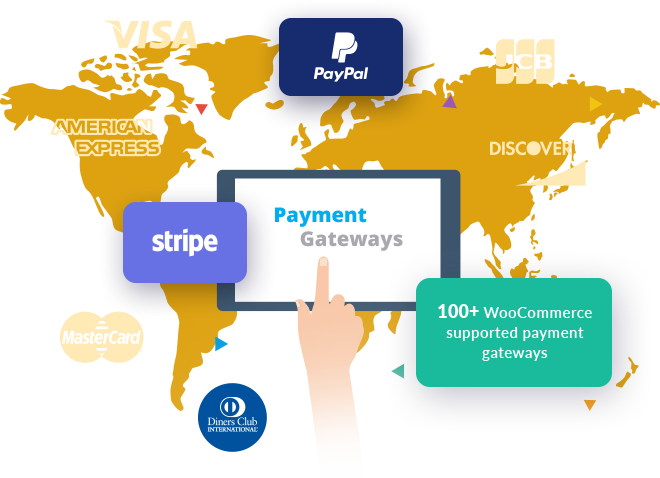 VISA
PayPal
JCB
AMERICAN
EXPRESS
DISCOVER
Payment
Gateways
stripe
100+ WooCommerce
supported payment
gateways
MasterCard
Diners Club
INTERNATIONAL